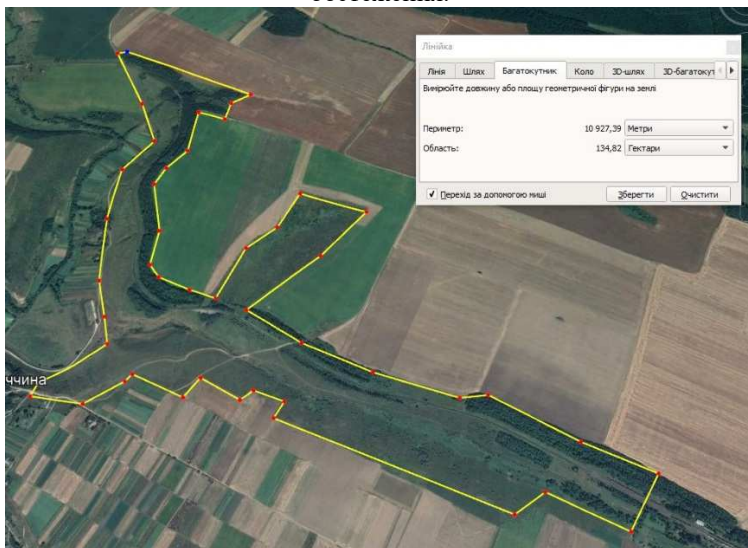 Лінійка
Лінія Шлях Багатокутник Коло 3D-шлях 3D-багатокут
Вимірюйте довжину або площу геометричної фігури на землі
Периметр: 10 927,39 Метри
Область: 134,82 Гектари
Перехід за допомогою миші Зберегти Очистити
ччина